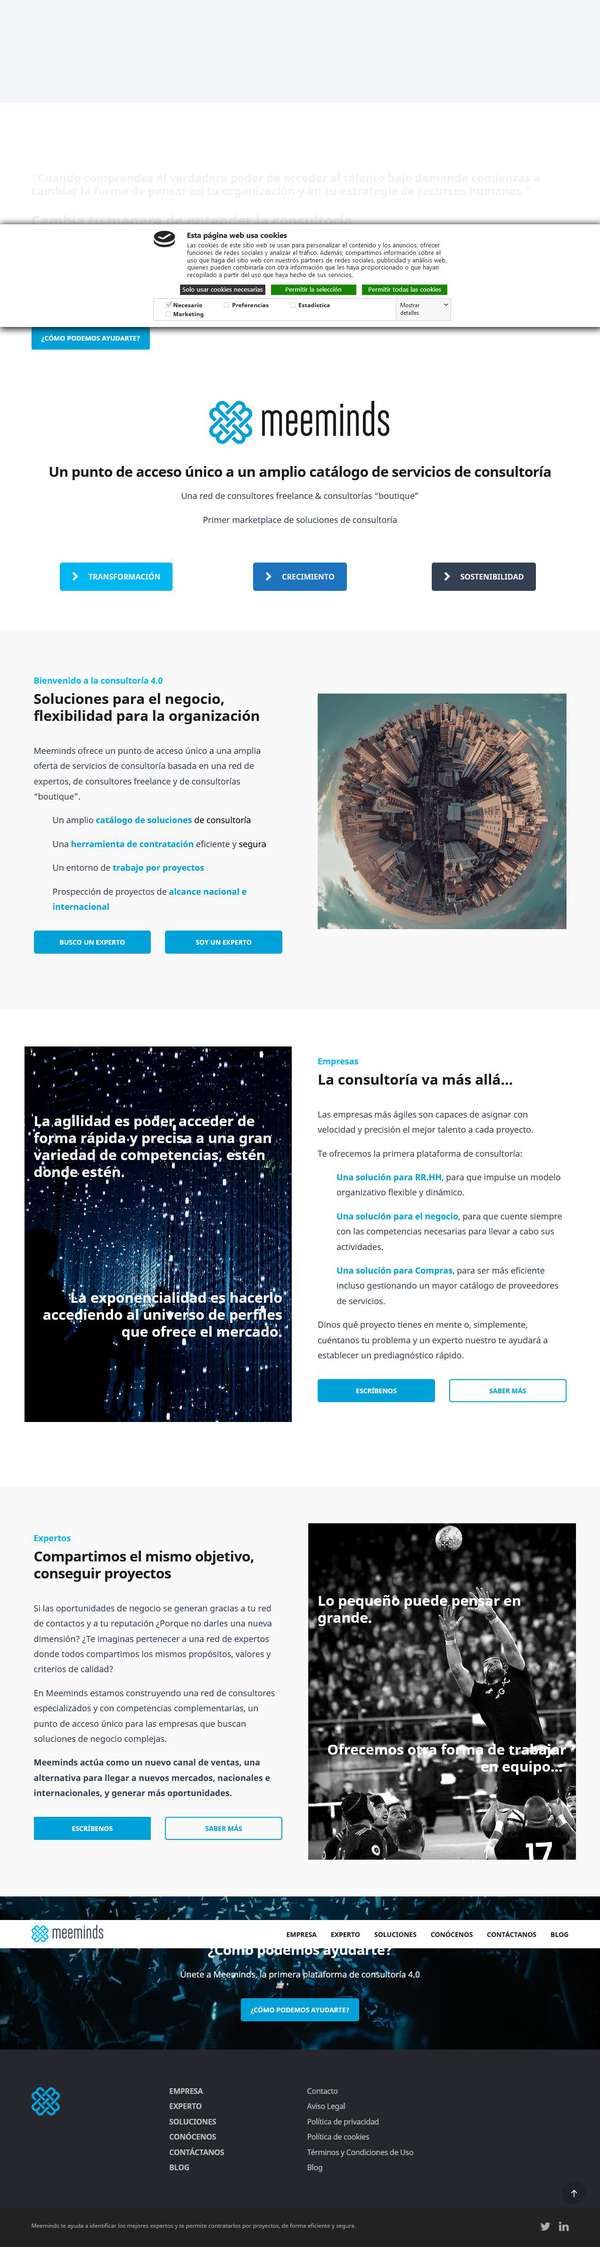 "Cuando comprendes el verdadero poder de acceder al talento bajo demanda comienzas a
cambiar la forma de pensar en tu organización y en tu estrategia de recursos humanos."
Cambia tu manera de entender la consultoría
Esta página web usa cookies
Las cookies de este sitio web se usan para personalizar el contenido y los anuncios, ofrecer
funciones de redes sociales y analizar el tráfico. Además, compartimos información sobre el
uso que haga del sitio web con nuestros partners de redes sociales, publicidad y análisis web,
quienes pueden combinarla con otra información que les haya proporcionado o que hayan
recopilado a partir del uso que haya hecho de sus servicios.
Solo usar cookies necesarias
Permitir la selección
Permitir todas las cookies
Necesario
Preferencias
Estadística
Marketing
Mostrar
detalles
¿CÓMO PODEMOS AYUDARTE?
meeminds
Un punto de acceso único a un amplio catálogo de servicios de consultoría
Una red de consultores freelance & consultorías “boutique”
Primer marketplace de soluciones de consultoría
TRANSFORMACIÓN
CRECIMIENTO
SOSTENIBILIDAD
Bienvenido a la consultoría 4.0
Soluciones para el negocio,
flexibilidad para la organización
Meeminds ofrece un punto de acceso único a una amplia
oferta de servicios de consultoría basada en una red de
expertos, de consultores freelance y de consultorías
“boutique”.
Un amplio catálogo de soluciones de consultoría
Una herramienta de contratación eficiente y segura
Un entorno de trabajo por proyectos
Prospección de proyectos de alcance nacional e
internacional
BUSCO UN EXPERTO
SOY UN EXPERTO
La agilidad es poder acceder de
forma rápida y precisa a una gran
variedad de competencias, estén
donde estén.
La exponencialidad es hacerlo
accediendo al universo de perfiles
que ofrece el mercado.
Empresas
La consultoría va más allá...
Las empresas más ágiles son capaces de asignar con
velocidad y precisión el mejor talento a cada proyecto.
Te ofrecemos la primera plataforma de consultoría:
Una solución para RR.HH, para que impulse un modelo
organizativo flexible y dinámico.
Una solución para el negocio, para que cuente siempre
con las competencias necesarias para llevar a cabo sus
actividades.
Una solución para Compras, para ser más eficiente
incluso gestionando un mayor catálogo de proveedores
de servicios.
Dinos qué proyecto tienes en mente o, simplemente,
cuéntanos tu problema y un experto nuestro te ayudará a
establecer un prediagnóstico rápido.
ESCRÍBENOS
SABER MÁS
Expertos
Compartimos el mismo objetivo,
conseguir proyectos
Si las oportunidades de negocio se generan gracias a tu red
de contactos y a tu reputación ¿Porque no darles una nueva
dimensión? ¿Te imaginas pertenecer a una red de expertos
donde todos compartimos los mismos propósitos, valores y
criterios de calidad?
En Meeminds estamos construyendo una red de consultores
especializados y con competencias complementarias, un
punto de acceso único para las empresas que buscan
soluciones de negocio complejas.
Meeminds actúa como un nuevo canal de ventas, una
alternativa para llegar a nuevos mercados, nacionales e
internacionales, y generar más oportunidades.
ESCRÍBENOS
SABER MÁS
Lo pequeño puede pensar en
grande.
Ofrecemos otra forma de trabajar
en equipo...
17
meeminds
EMPRESA
EXPERTO
SOLUCIONES
CONÓCENOS
CONTÁCTANOS
BLOG
¿Cómo podemos ayudarte?
Únete a Meeminds, la primera plataforma de consultoría 4.0
¿CÓMO PODEMOS AYUDARTE?
EMPRESA
EXPERTO
SOLUCIONES
CONÓCENOS
CONTÁCTANOS
BLOG
Contacto
Aviso Legal
Política de privacidad
Política de cookies
Términos y Condiciones de Uso
Blog
Meeminds te ayuda a identificar los mejores expertos y te permite contratarlos por proyectos, de forma eficiente y segura.